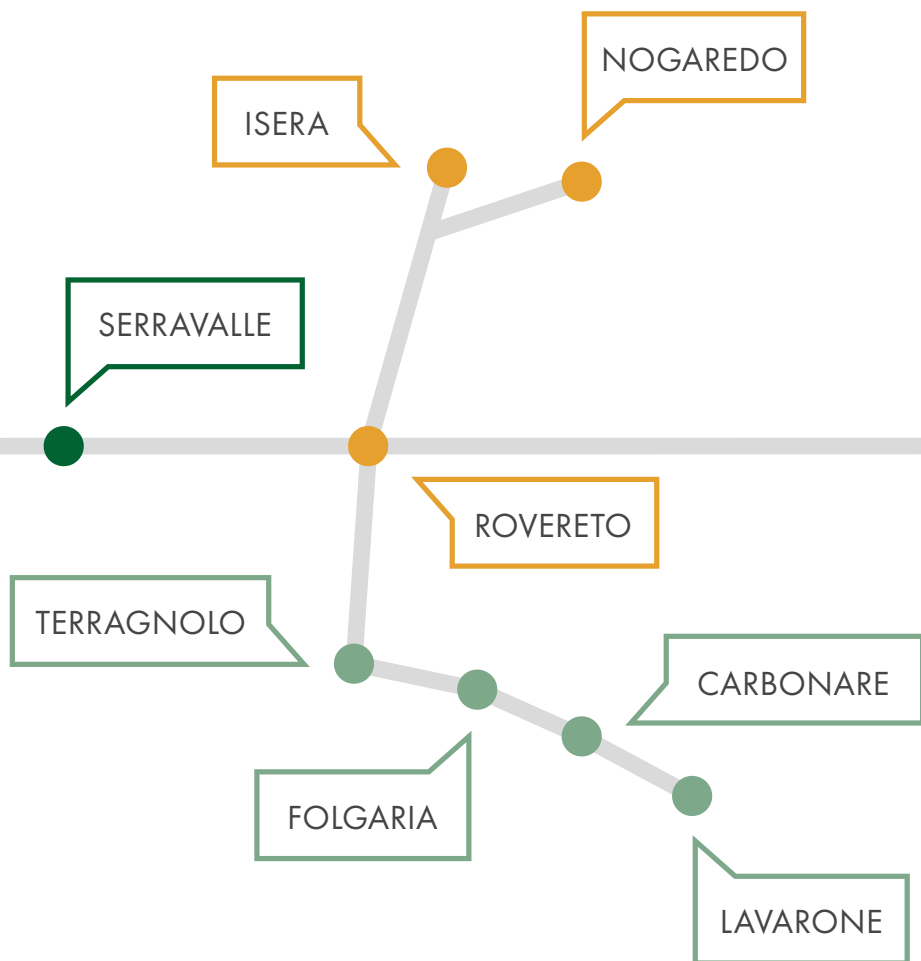 NOGAREDO
ISERA
SERRAVALLE
ROVERETO
TERRAGNOLO
CARBONARE
FOLGARIA
LAVARONE